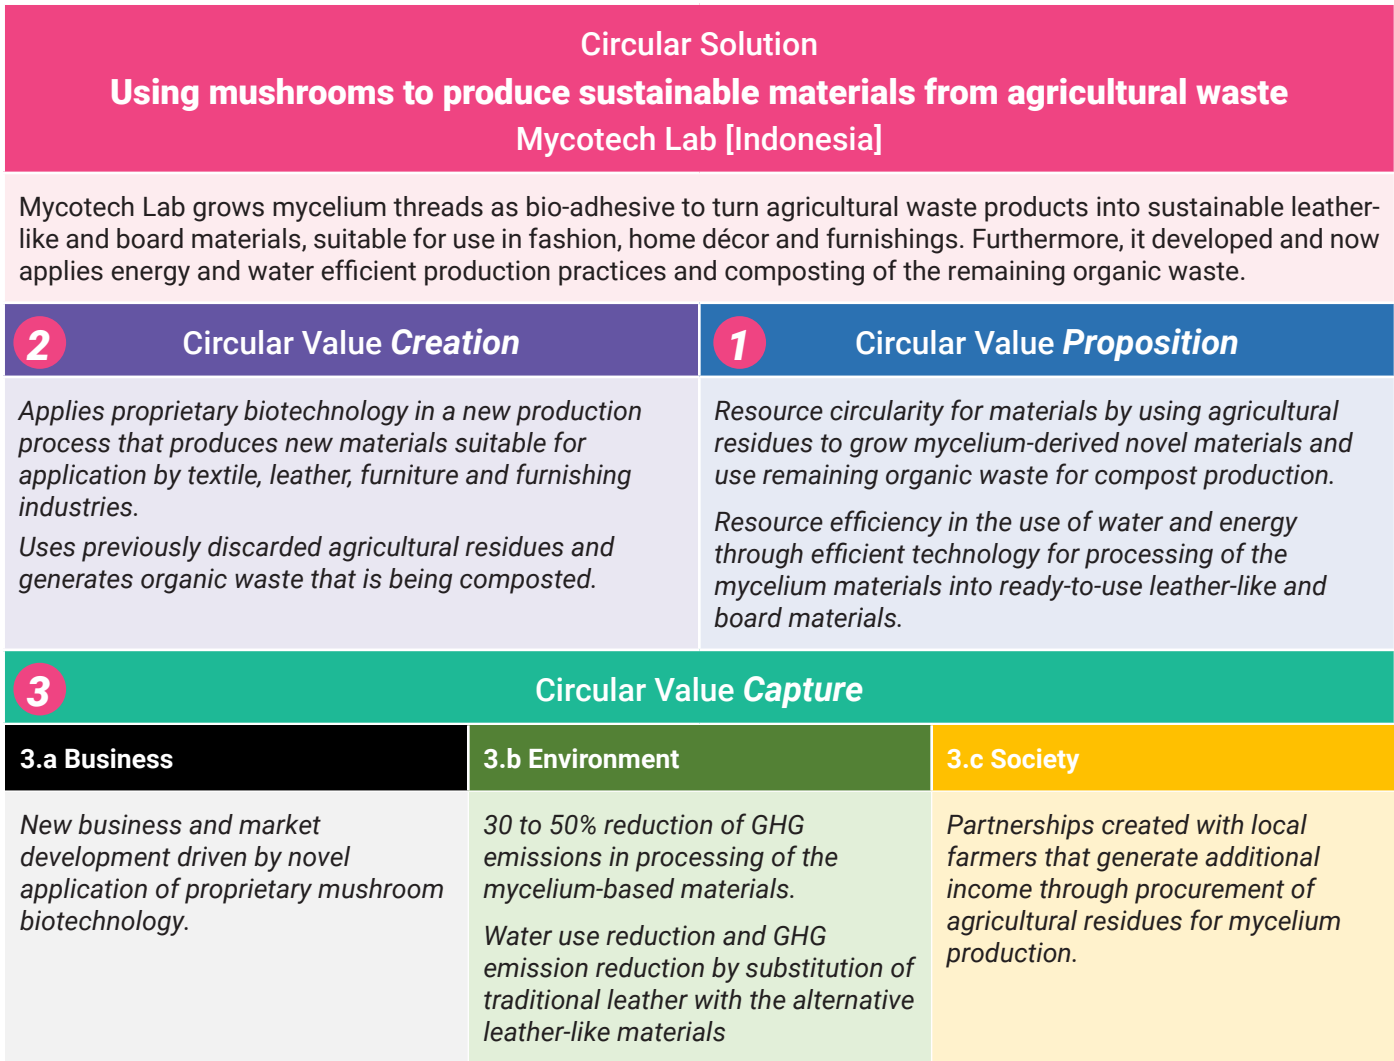 Circular Solution
Using mushrooms to produce sustainable materials from agricultural waste
Mycotech Lab [Indonesia]
Mycotech Lab grows mycelium threads as bio-adhesive to turn agricultural waste products into sustainable leather-
like and board materials, suitable for use in fashion, home décor and furnishings. Furthermore, it developed and now
applies energy and water efficient production practices and composting of the remaining organic waste.
2 Circular Value Creation
Applies proprietary biotechnology in a new production
process that produces new materials suitable for
application by textile, leather, furniture and furnishing
industries.
Uses previously discarded agricultural residues and
generates organic waste that is being composted.
1 Circular Value Proposition
Resource circularity for materials by using agricultural
residues to grow mycelium-derived novel materials and
use remaining organic waste for compost production.
Resource efficiency in the use of water and energy
through efficient technology for processing of the
mycelium materials into ready-to-use leather-like and
board materials.
3 Circular Value Capture
3.a Business
New business and market
development driven by novel
application of proprietary mushroom
biotechnology.
3.b Environment
30 to 50% reduction of GHG
emissions in processing of the
mycelium-based materials.
Water use reduction and GHG
emission reduction by substitution of
traditional leather with the alternative
leather-like materials
3.c Society
Partnerships created with local
farmers that generate additional
income through procurement of
agricultural residues for mycelium
production.